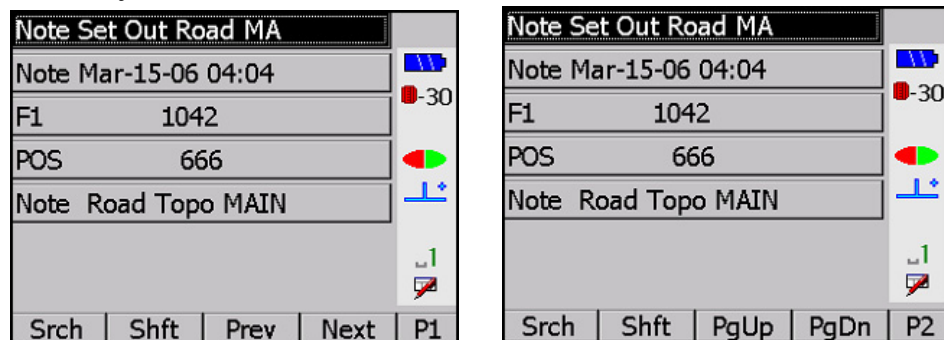 Note Set Out Road MA
Note Mar-15-06 04:04
-30
F1 1042
POS 666
Note Road Topo MAIN
1
Srch Shft Prev Next P1
Note Set Out Road MA
Note Mar-15-06 04:04
-30
F1 1042
POS 666
Note Road Topo MAIN
1
Srch Shft PgUp PgDn P2